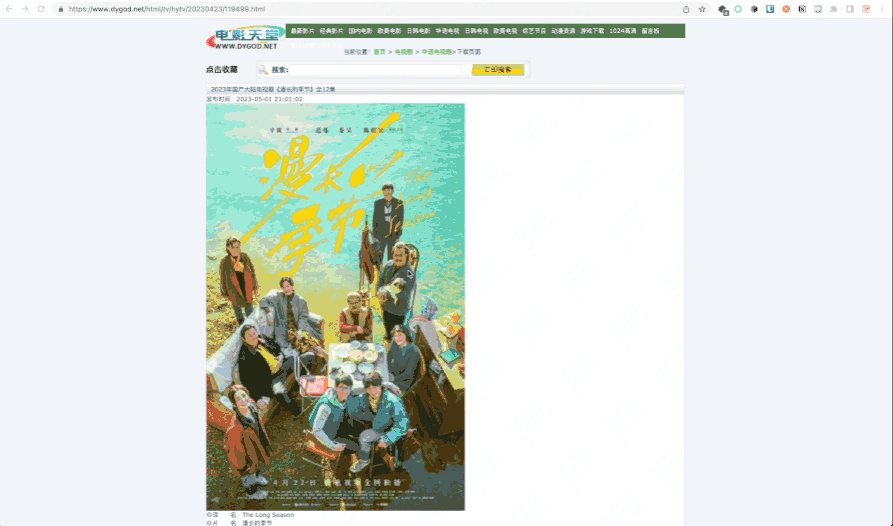 https://www.dygod.net/html/tv/hytv/20230423/119499.html
电影天堂
WWW.DYGOD.NET
最新影片 经典影片 国内电影 欧美电影 日韩电影 华语电视 日韩电视 欧美电视 综艺节目 动漫资源 游戏下载 1024高清 留言板
当前位置: 首页 > 电视剧 > 华语电视剧>下载页面
点击收藏 搜索: 立即搜索
2023年国产大陆电视剧《漫长的季节》全12集
发布时间: 2023-05-01 21:01:02
漫长的
季节
4月22日
◎译 名 The Long Season
◎片 名 漫长的季节